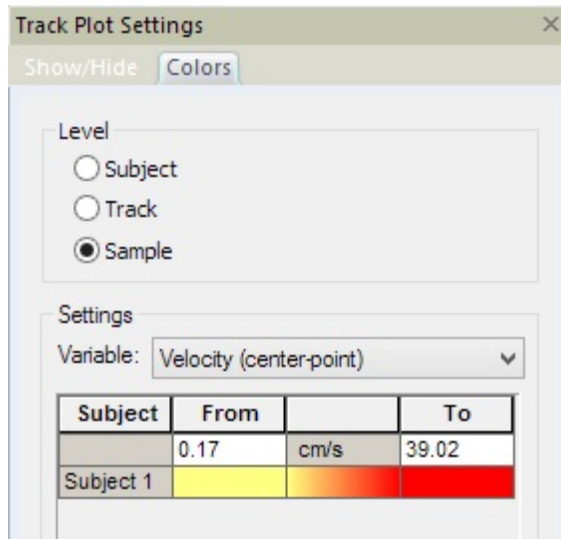 Track Plot Settings
Show/Hide Colors
Level
Subject
Track
Sample
Settings
Variable: Velocity (center-point)
Subject From To
0.17 cm/s 39.02
Subject 1